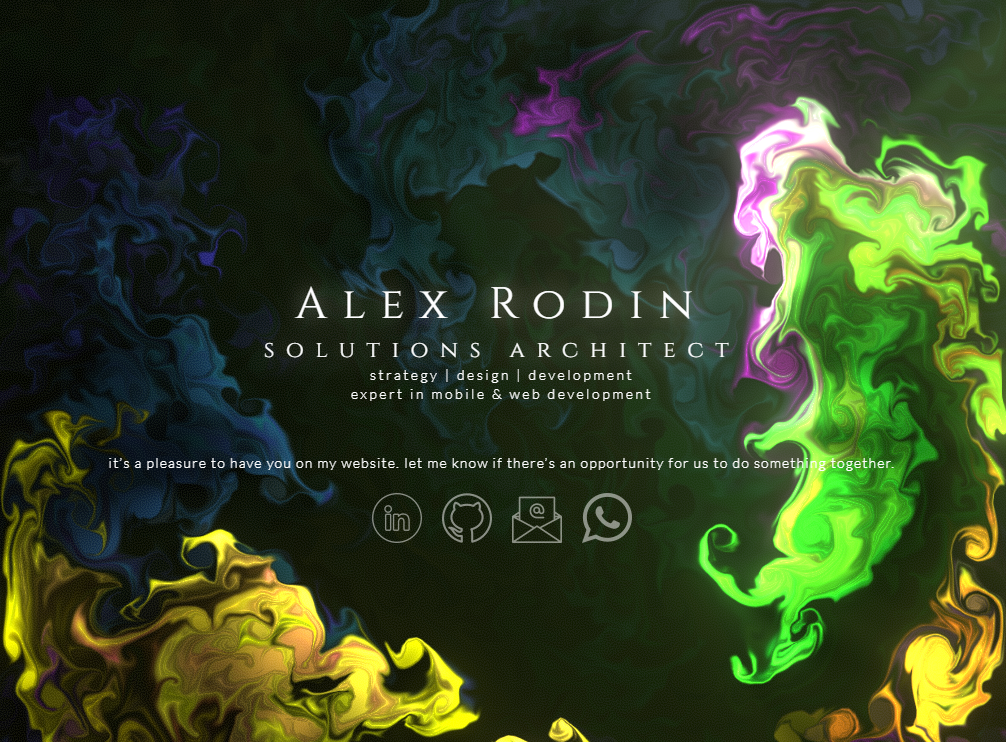 Alex Rodin
SOLUTIONS ARCHITECT
strategy | design | development
expert in mobile & web development
it's a pleasure to have you on my website. let me know if there's an opportunity for us to do something together.
in
@